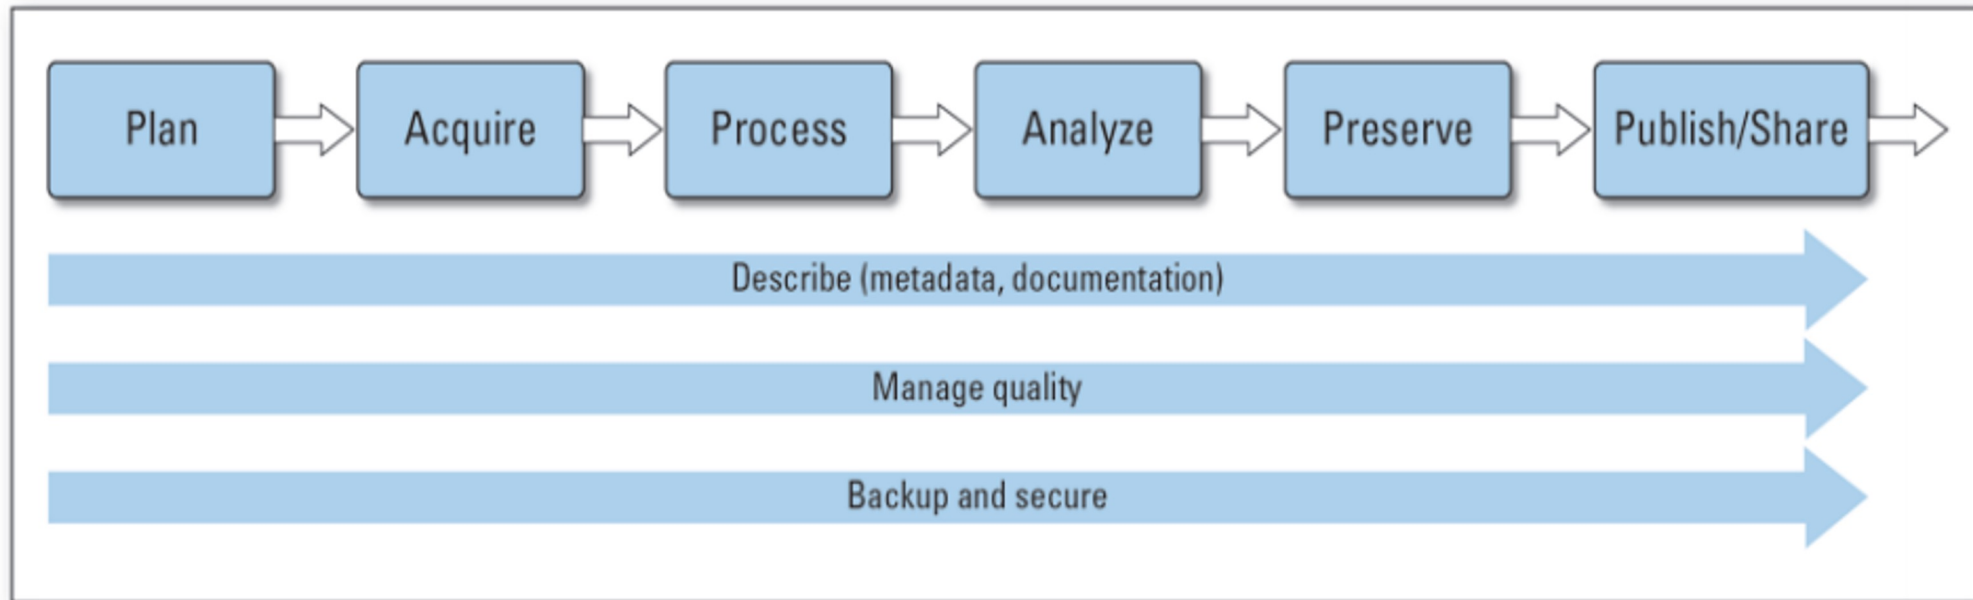 Plan
Acquire
Process
Analyze
Preserve
Publish/Share
Describe (metadata, documentation)
Manage quality
Backup and secure